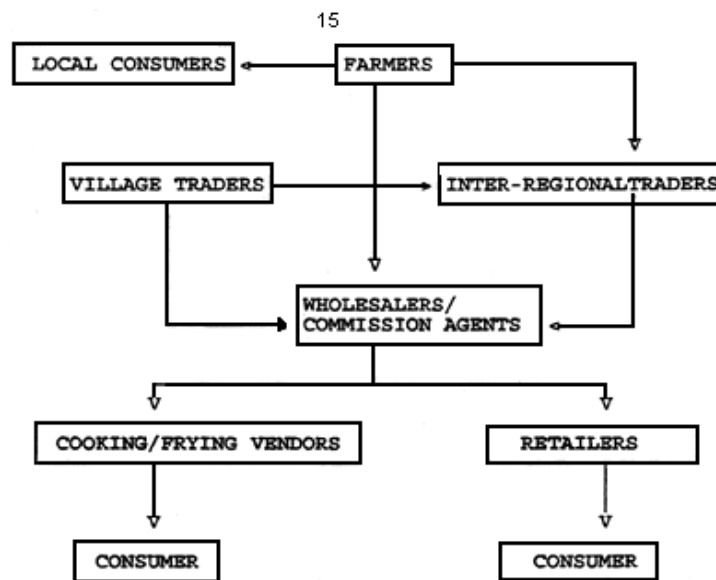 15
LOCAL CONSUMERS
FARMERS
VILLAGE TRADERS
INTER-REGIONALTRADERS
WHOLESALERS/
COMMISSION AGENTS
COOKING/FRYING VENDORS
RETAILERS
CONSUMER
CONSUMER